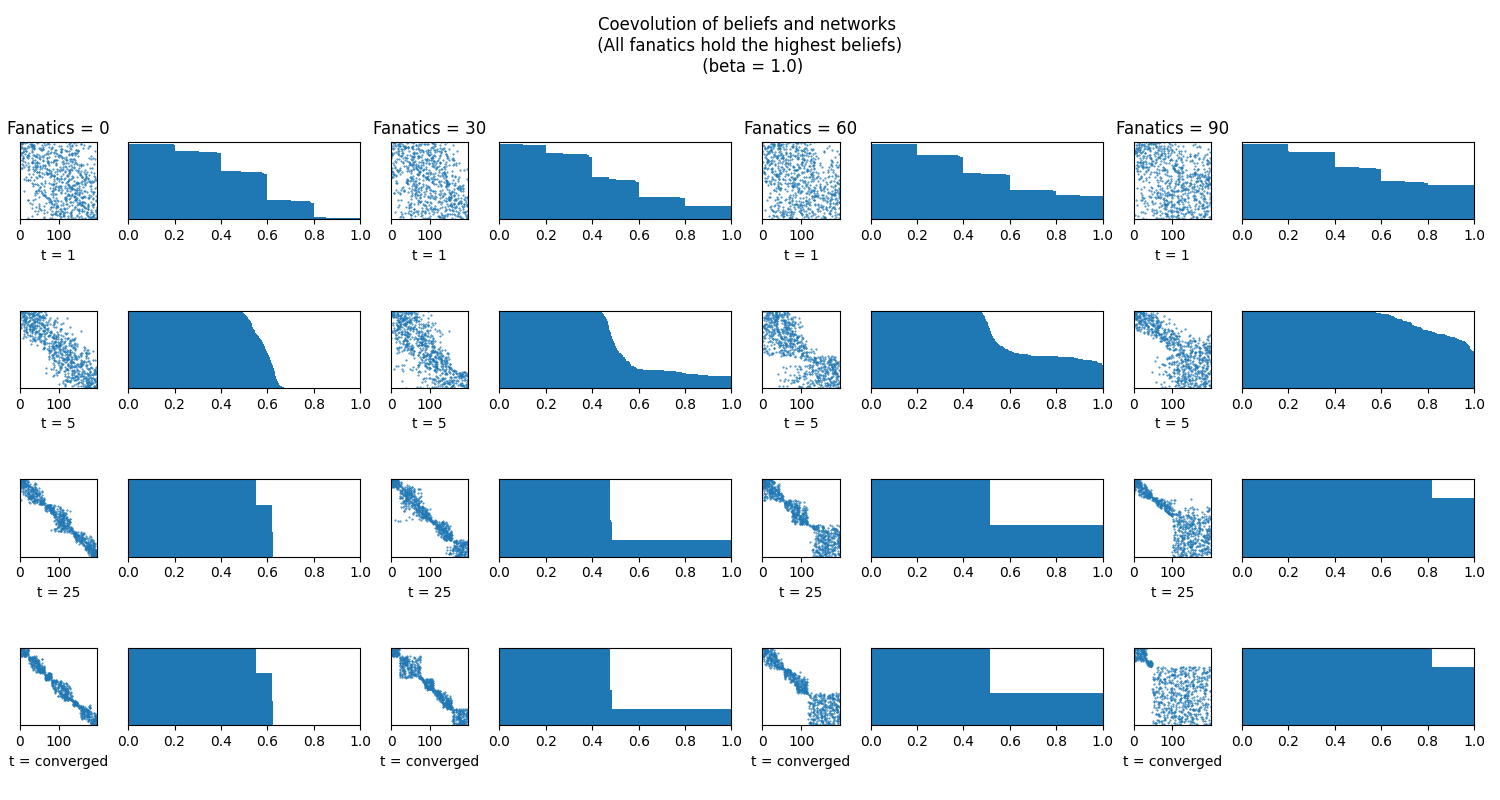 Coevolution of beliefs and networks
(All fanatics hold the highest beliefs)
(beta = 1.0)
Fanatics = 0 Fanatics = 30 Fanatics = 60 Fanatics = 90
0 100 0.0 0.2 0.4 0.6 0.8 1.0 0 100 0.0 0.2 0.4 0.6 0.8 1.0 0 100 0.0 0.2 0.4 0.6 0.8 1.0 0 100 0.0 0.2 0.4 0.6 0.8 1.0
t = 1 t = 1 t = 1 t = 1
0 100 0.0 0.2 0.4 0.6 0.8 1.0 0 100 0.0 0.2 0.4 0.6 0.8 1.0 0 100 0.0 0.2 0.4 0.6 0.8 1.0 0 100 0.0 0.2 0.4 0.6 0.8 1.0
t = 5 t = 5 t = 5 t = 5
0 100 0.0 0.2 0.4 0.6 0.8 1.0 0 100 0.0 0.2 0.4 0.6 0.8 1.0 0 100 0.0 0.2 0.4 0.6 0.8 1.0 0 100 0.0 0.2 0.4 0.6 0.8 1.0
t = 25 t = 25 t = 25 t = 25
0 100 0.0 0.2 0.4 0.6 0.8 1.0 0 100 0.0 0.2 0.4 0.6 0.8 1.0 0 100 0.0 0.2 0.4 0.6 0.8 1.0 0 100 0.0 0.2 0.4 0.6 0.8 1.0
t = converged t = converged t = converged t = converged